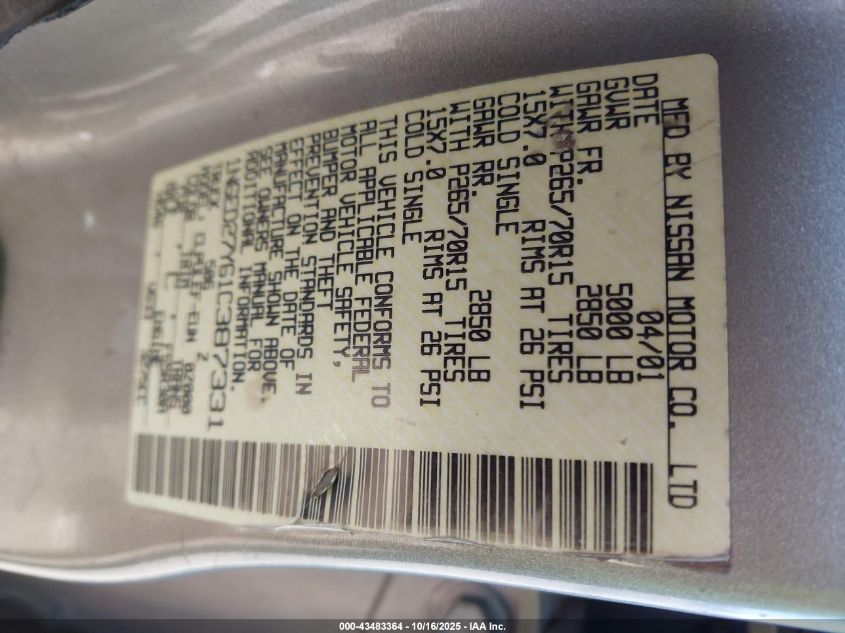 MFD BY NISSAN MOTOR CO., LTD
DATE 04/01
GVWR 5000 LB
GAWR FR. 2850 LB
WITH P265/70R15 TIRES
15X7.0 RIMS AT 26 PSI
COLD SINGLE
GAWR RR. 2850 LB
WITH P265/70R15 TIRES
15X7.0 RIMS AT 26 PSI
COLD SINGLE
THIS VEHICLE CONFORMS TO
ALL APPLICABLE FEDERAL
MOTOR VEHICLE SAFETY,
BUMPER AND THEFT
PREVENTION STANDARDS IN
EFFECT ON THE DATE OF
MANUFACTURE SHOWN ABOVE.
SEE OWNERS MANUAL FOR
ADDITIONAL INFORMATION.
1N6ED27Y61C387331
TRUCK 2
MODEL
000-43483364 - 10/16/2025 - IAA Inc.